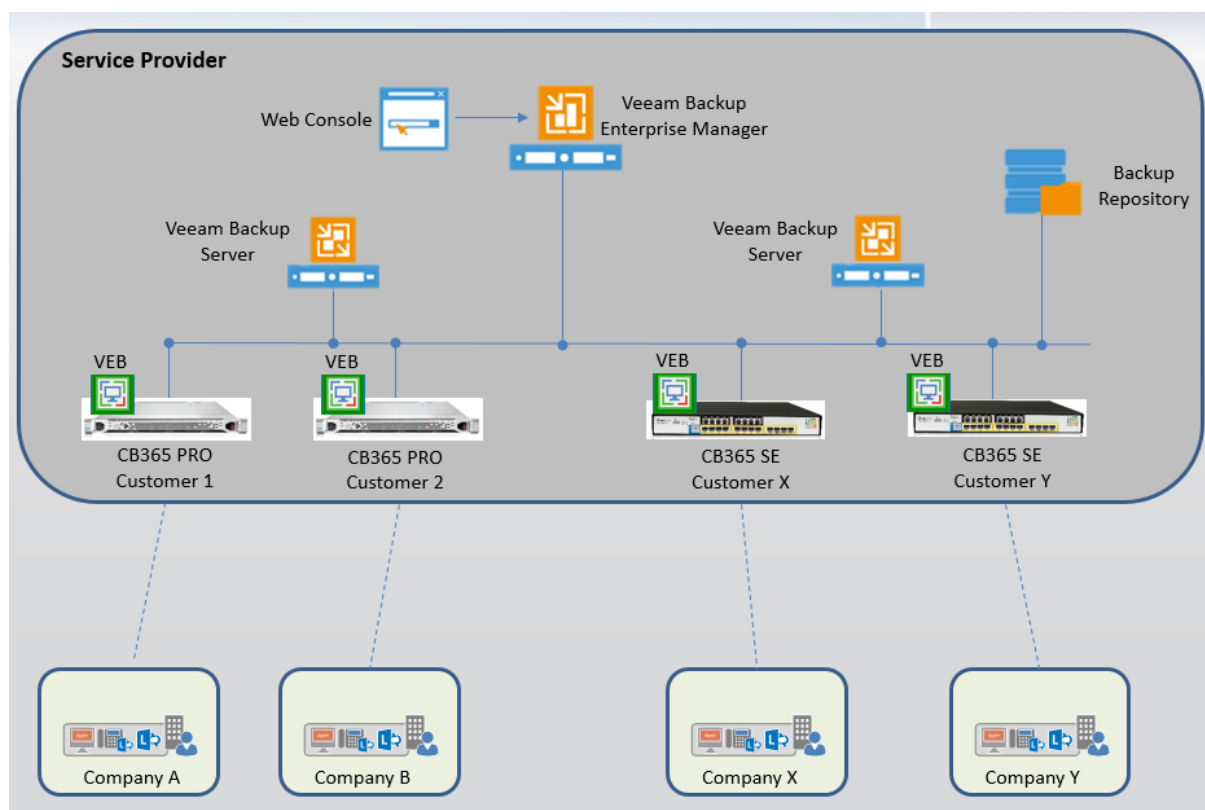 Service Provider
Web Console
Veeam Backup
Enterprise Manager
Backup
Repository
Veeam Backup
Server
Veeam Backup
Server
VEB
VEB
VEB
VEB
CB365 PRO
Customer 1
CB365 PRO
Customer 2
CB365 SE
Customer X
CB365 SE
Customer Y
L
L
L
L
L
L
L
L
Company A
Company B
Company X
Company Y